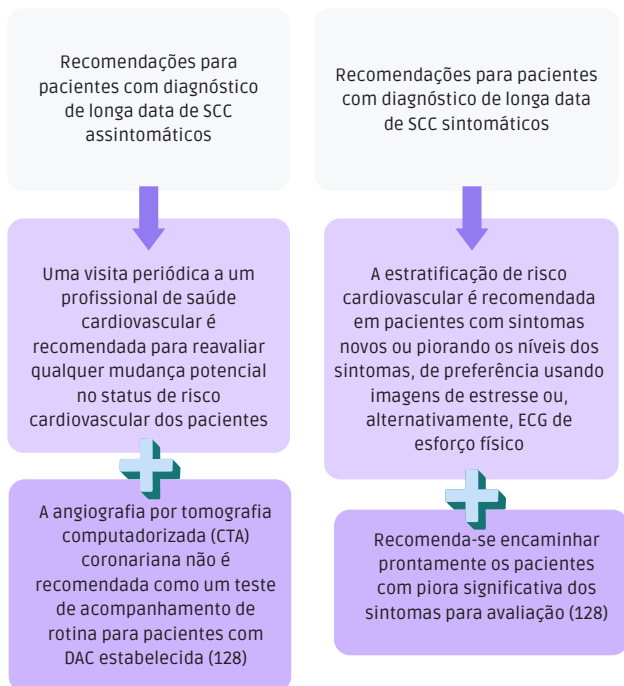 Recomendações para
pacientes com diagnóstico
de longa data de SCC
assintomáticos
Uma visita periódica a um
profissional de saúde
cardiovascular é
recomendada para reavaliar
qualquer mudança potencial
no status de risco
cardiovascular dos pacientes
A angiografia por tomografia
computadorizada (CTA)
coronariana não é
recomendada como um teste
de acompanhamento de
rotina para pacientes com
DAC estabelecida (128)
Recomendações para pacientes
com diagnóstico de longa data
de SCC sintomáticos
A estratificação de risco
cardiovascular é recomendada
em pacientes com sintomas
novos ou piorando os níveis dos
sintomas, de preferência usando
imagens de estresse ou,
alternativamente, ECG de
esforço físico
Recomenda-se encaminhar
prontamente os pacientes
com piora significativa dos
sintomas para avaliação (128)